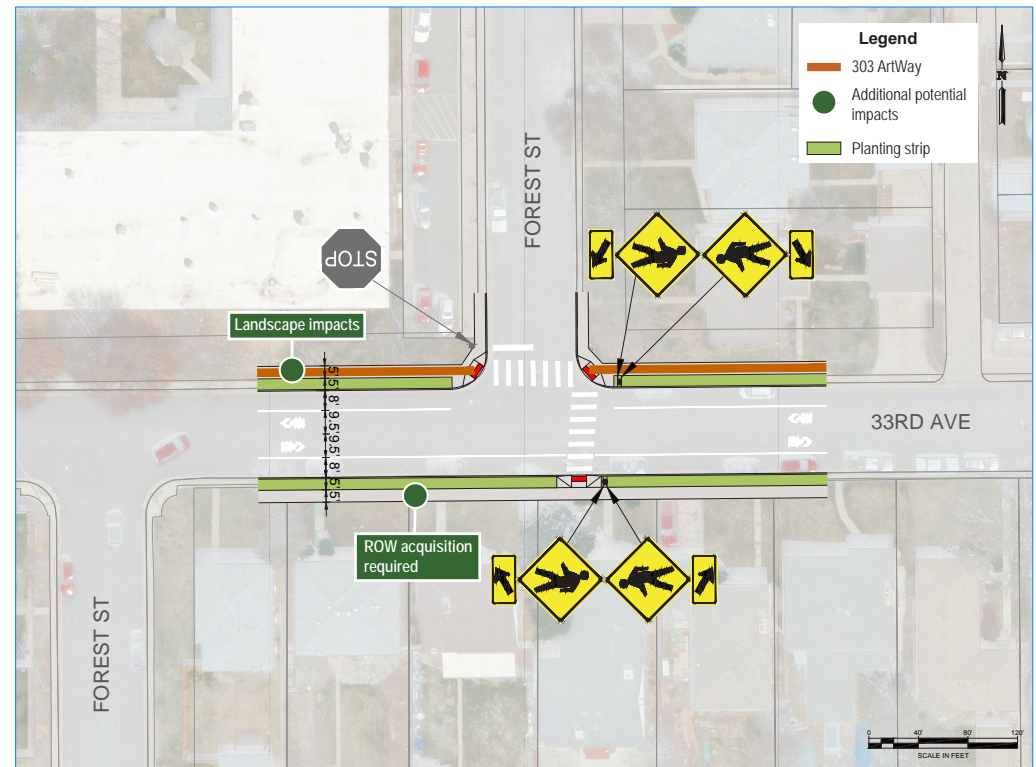 Legend
303 ArtWay
Additional potential
impacts
Planting strip
N
FOREST ST
STOP
Landscape impacts
5' 5' 8' 9.5' 9.5' 8' 5' 5'
33RD AVE
ROW acquisition
required
FOREST ST
0 40' 80' 120'
SCALE IN FEET